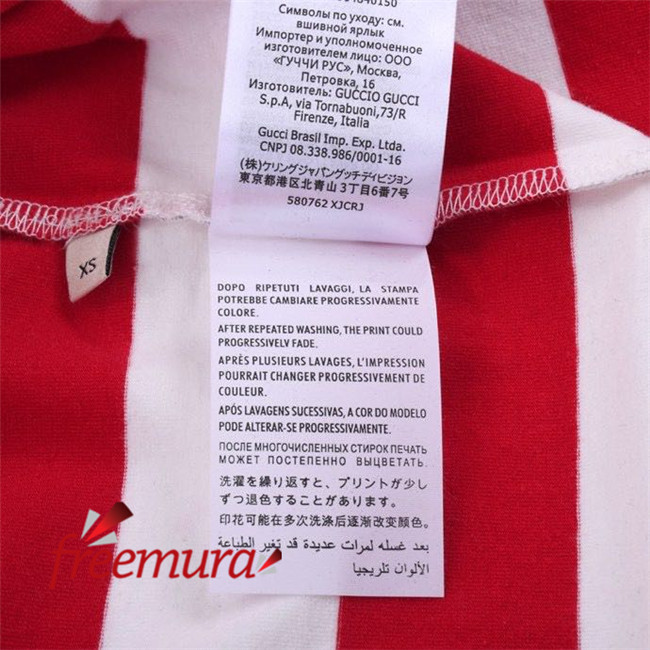 Символы по уходу: см.
вшивной ярлык
Импортер и уполномоченное
изготовителем лицо: ООО
«ГУЧЧИ РУС», Москва,
Петровка, 16
Изготовитель: GUCCIO GUCCI
S.p.A, via Tornabuoni,73/R
Firenze, Italia
Gucci Brasil Imp. Exp. Ltda.
CNPJ 08.338.986/0001-16
(株)ケリングジャパングッチディビジョン
東京都港区北青山3丁目6番7号
580762 XJCRJ
XS
DOPO RIPETUTI LAVAGGI, LA STAMPA
POTREBBE CAMBIARE PROGRESSIVAMENTE
COLORE.
AFTER REPEATED WASHING, THE PRINT COULD
PROGRESSIVELY FADE.
APRÈS PLUSIEURS LAVAGES, L'IMPRESSION
POURRAIT CHANGER PROGRESSIVEMENT DE
COULEUR.
APÓS LAVAGENS SUCESSIVAS, A COR DO MODELO
PODE ALTERAR-SE PROGRESSIVAMENTE.
ПОСЛЕ МНОГОЧИСЛЕННЫХ СТИРОК ПЕЧАТЬ
МОЖЕТ ПОСТЕПЕННО ВЫЦВЕТАТЬ.
洗濯を繰り返すと、プリントが少し
ずつ退色することがあります。
印花可能在多次洗涤后逐渐改变颜色。
بعد غسله لمرات عديدة قد تغير الطباعة
الألوان تلريجيا
freemura